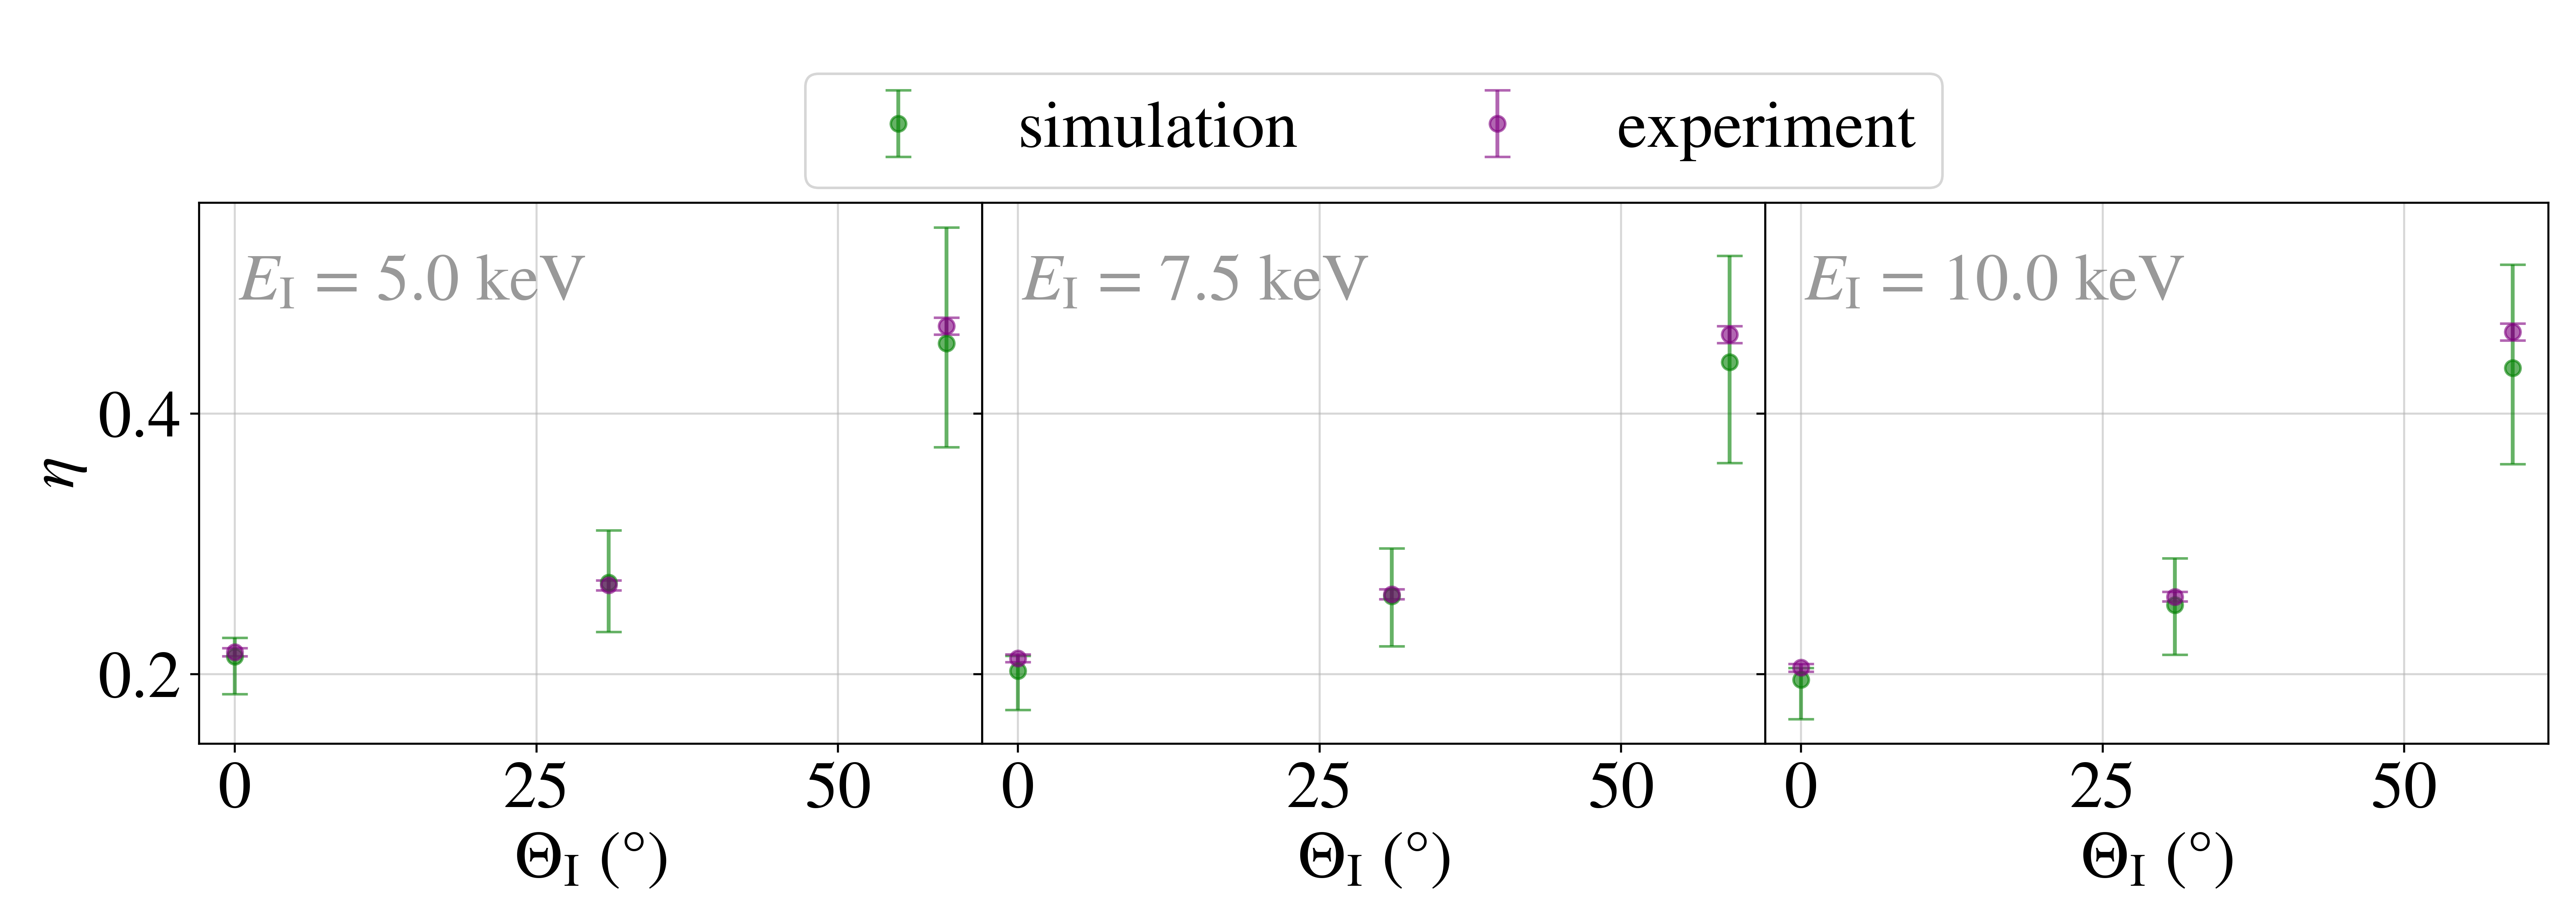 simulation experiment
E_I = 5.0 keV E_I = 7.5 keV E_I = 10.0 keV
0.4
η
0.2
0 25 50 0 25 50 0 25 50
Θ_I (°) Θ_I (°) Θ_I (°)